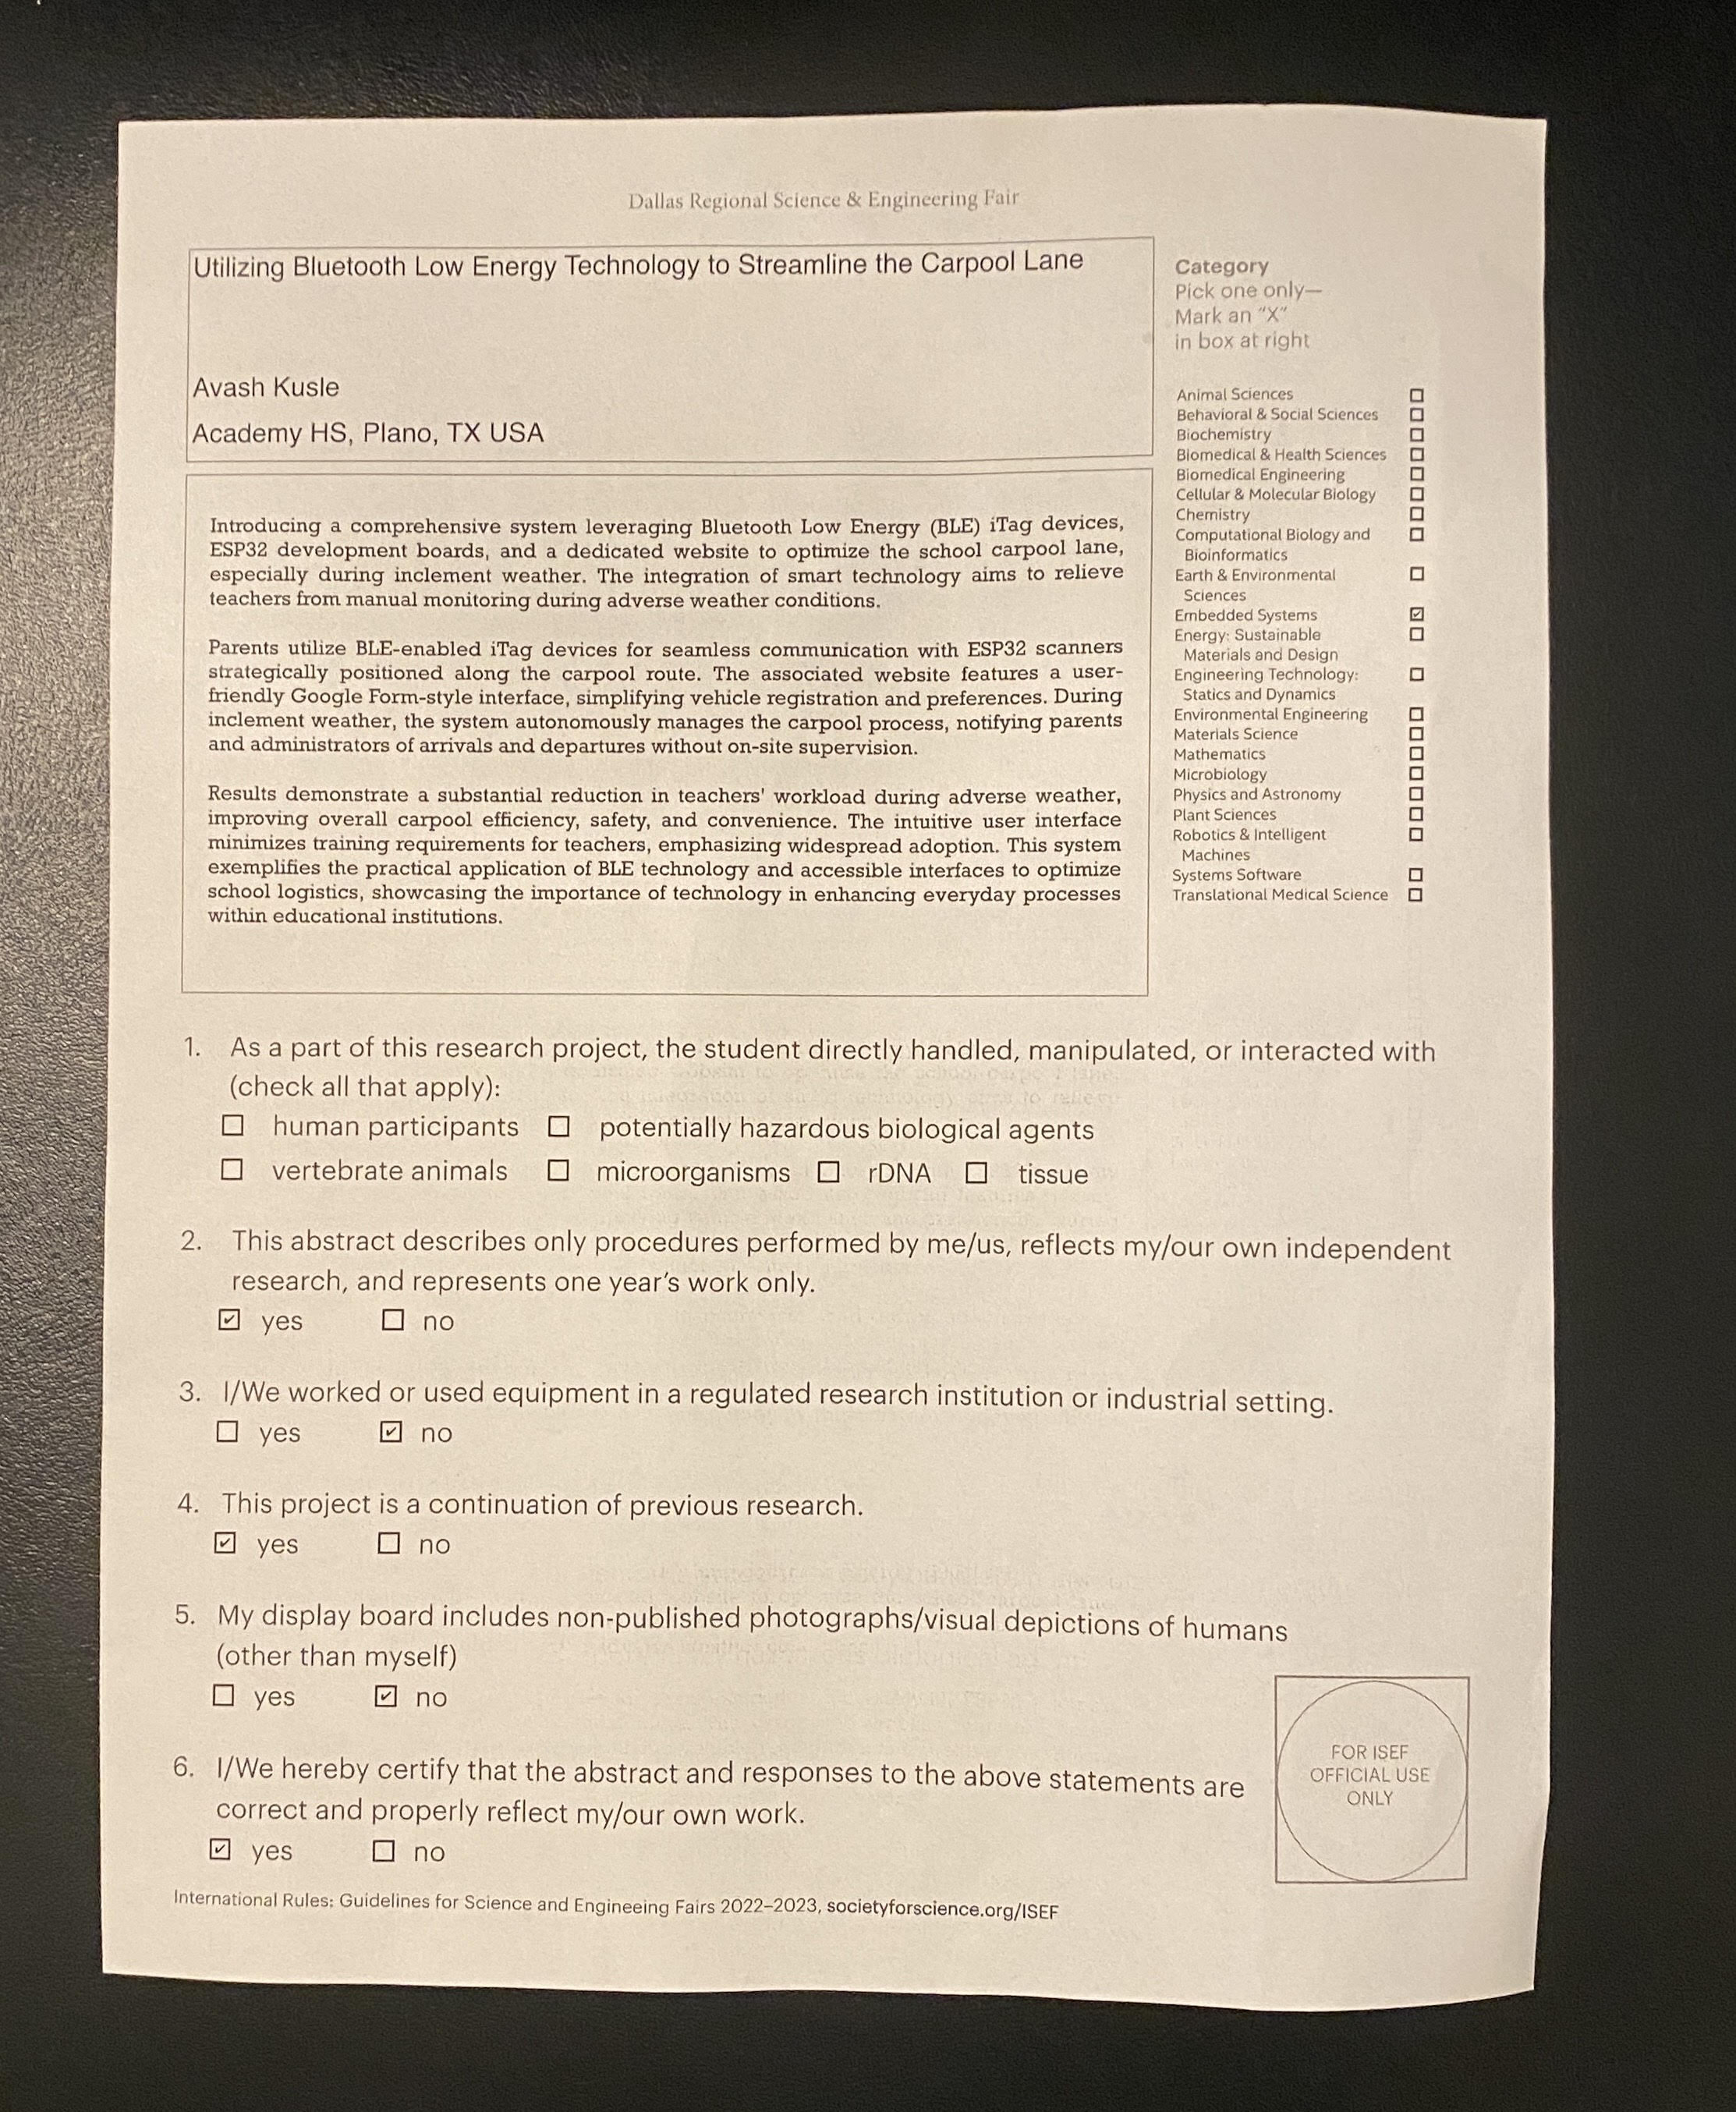 Dallas Regional Science & Engineering Fair
Utilizing Bluetooth Low Energy Technology to Streamline the Carpool Lane
Avash Kusle
Academy HS, Plano, TX USA
Introducing a comprehensive system leveraging Bluetooth Low Energy (BLE) iTag devices,
ESP32 development boards, and a dedicated website to optimize the school carpool lane,
especially during inclement weather. The integration of smart technology aims to relieve
teachers from manual monitoring during adverse weather conditions.
Parents utilize BLE-enabled iTag devices for seamless communication with ESP32 scanners
strategically positioned along the carpool route. The associated website features a user-
friendly Google Form-style interface, simplifying vehicle registration and preferences. During
inclement weather, the system autonomously manages the carpool process, notifying parents
and administrators of arrivals and departures without on-site supervision.
Results demonstrate a substantial reduction in teachers' workload during adverse weather,
improving overall carpool efficiency, safety, and convenience. The intuitive user interface
minimizes training requirements for teachers, emphasizing widespread adoption. This system
exemplifies the practical application of BLE technology and accessible interfaces to optimize
school logistics, showcasing the importance of technology in enhancing everyday processes
within educational institutions.
Category
Pick one only—
Mark an “X”
in box at right
Animal Sciences
Behavioral & Social Sciences
Biochemistry
Biomedical & Health Sciences
Biomedical Engineering
Cellular & Molecular Biology
Chemistry
Computational Biology and
Bioinformatics
Earth & Environmental
Sciences
Embedded Systems
Energy: Sustainable
Materials and Design
Engineering Technology:
Statics and Dynamics
Environmental Engineering
Materials Science
Mathematics
Microbiology
Physics and Astronomy
Plant Sciences
Robotics & Intelligent
Machines
Systems Software
Translational Medical Science
1. As a part of this research project, the student directly handled, manipulated, or interacted with
(check all that apply):
human participants potentially hazardous biological agents
vertebrate animals microorganisms rDNA tissue
2. This abstract describes only procedures performed by me/us, reflects my/our own independent
research, and represents one year’s work only.
yes no
3. I/We worked or used equipment in a regulated research institution or industrial setting.
yes no
4. This project is a continuation of previous research.
yes no
5. My display board includes non-published photographs/visual depictions of humans
(other than myself)
yes no
6. I/We hereby certify that the abstract and responses to the above statements are
correct and properly reflect my/our own work.
yes no
FOR ISEF
OFFICIAL USE
ONLY
International Rules: Guidelines for Science and Engineeing Fairs 2022–2023, societyforscience.org/ISEF